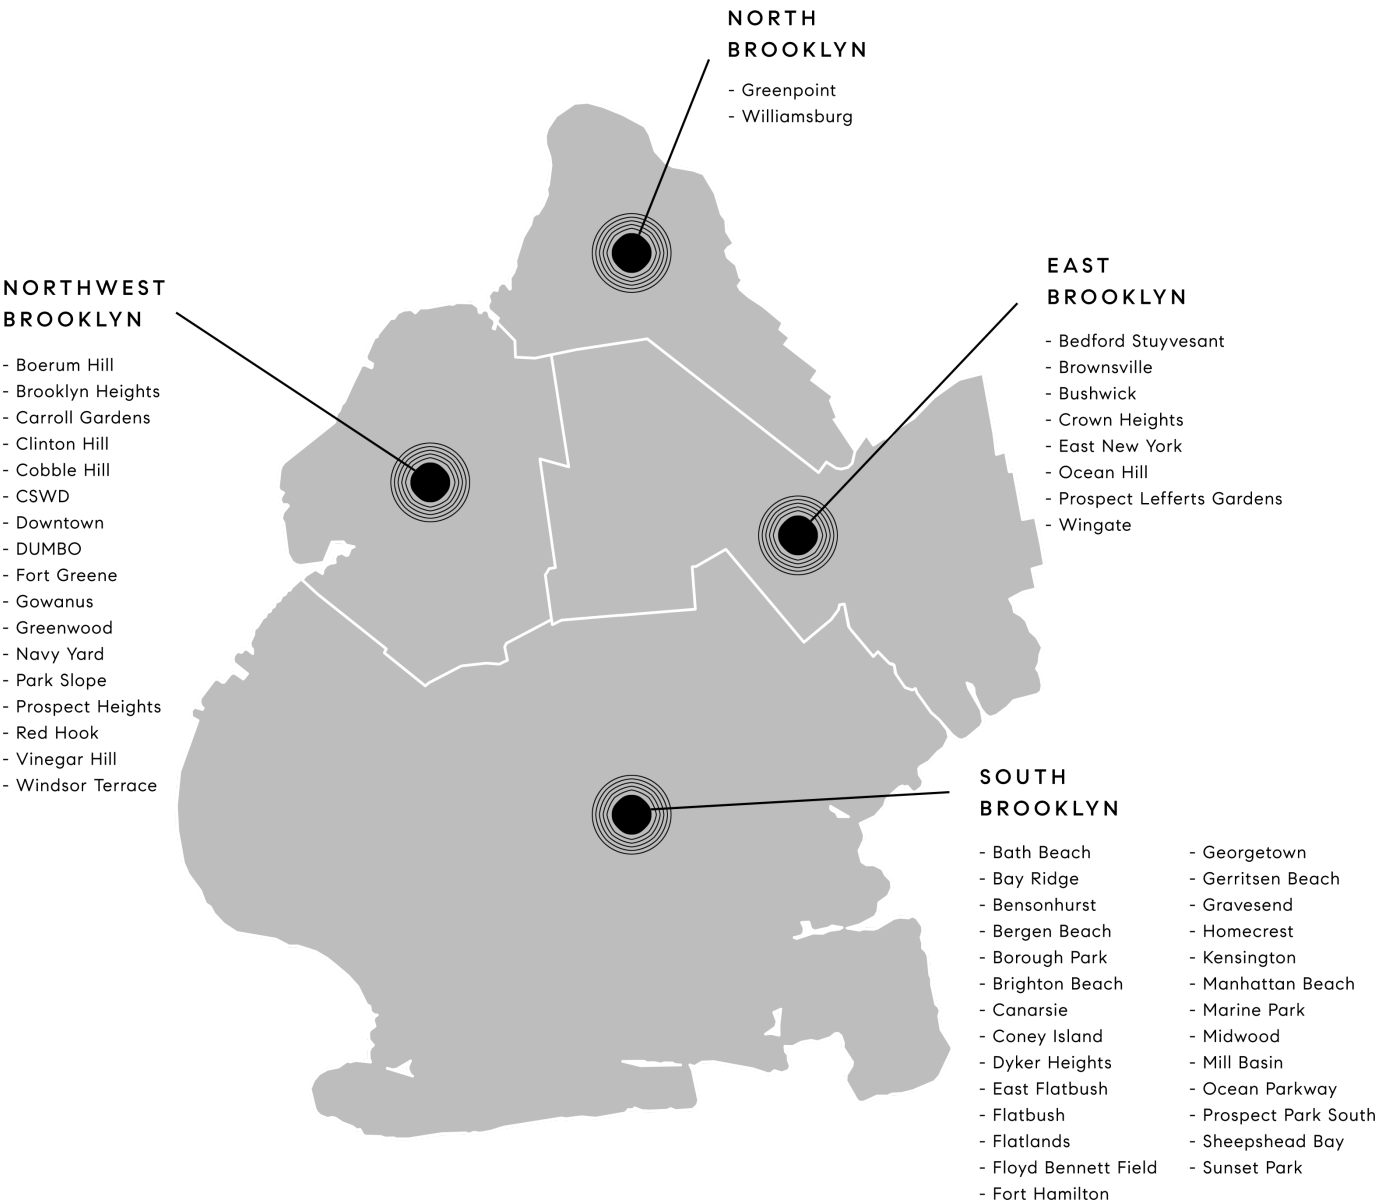 NORTH
BROOKLYN
- Greenpoint
- Williamsburg
NORTHWEST
BROOKLYN
- Boerum Hill
- Brooklyn Heights
- Carroll Gardens
- Clinton Hill
- Cobble Hill
- CSWD
- Downtown
- DUMBO
- Fort Greene
- Gowanus
- Greenwood
- Navy Yard
- Park Slope
- Prospect Heights
- Red Hook
- Vinegar Hill
- Windsor Terrace
EAST
BROOKLYN
- Bedford Stuyvesant
- Brownsville
- Bushwick
- Crown Heights
- East New York
- Ocean Hill
- Prospect Lefferts Gardens
- Wingate
SOUTH
BROOKLYN
- Bath Beach
- Bay Ridge
- Bensonhurst
- Bergen Beach
- Borough Park
- Brighton Beach
- Canarsie
- Coney Island
- Dyker Heights
- East Flatbush
- Flatbush
- Flatlands
- Floyd Bennett Field
- Fort Hamilton
- Georgetown
- Gerritsen Beach
- Gravesend
- Homecrest
- Kensington
- Manhattan Beach
- Marine Park
- Midwood
- Mill Basin
- Ocean Parkway
- Prospect Park South
- Sheepshead Bay
- Sunset Park